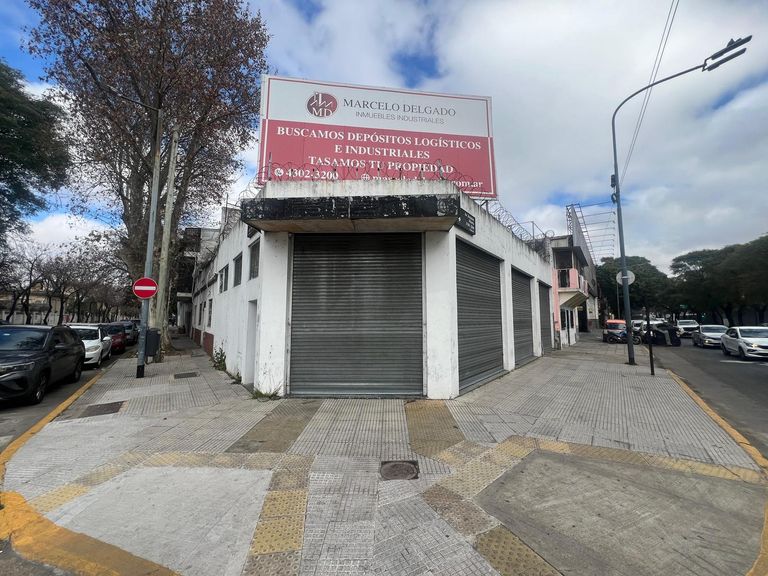 MD
MARCELO DELGADO
INMUEBLES INDUSTRIALES
BUSCAMOS DEPÓSITOS LOGÍSTICOS
E INDUSTRIALES
TASAMOS TU PROPIEDAD
4302-3200